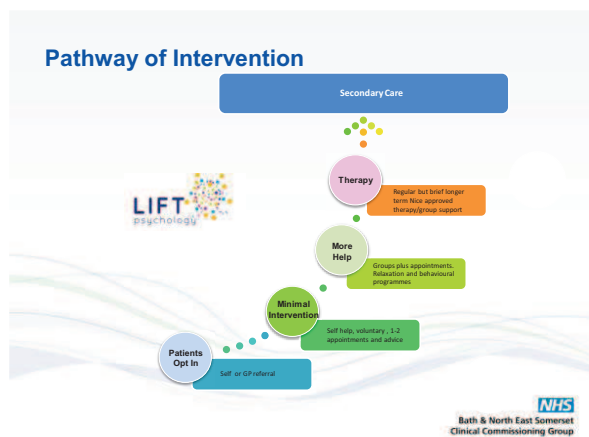 Pathway of Intervention
Secondary Care
Therapy
Regular but brief longer
term Nice approved
therapy/group support
LIFT
psychology
More
Help
Groups plus appointments.
Relaxation and behavioural
programmes
Minimal
Intervention
Self help, voluntary , 1-2
appointments and advice
Patients
Opt In
Self or GP referral
NHS
Bath & North East Somerset
Clinical Commissioning Group